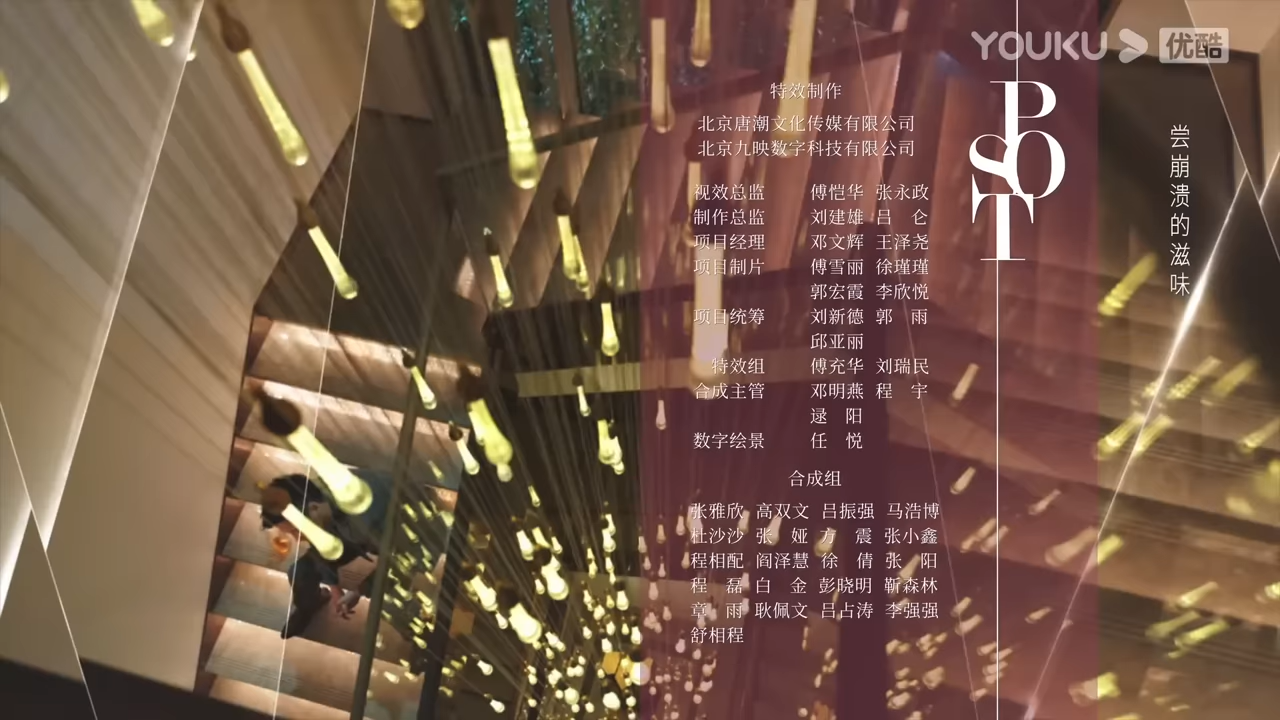 YOUKU 优酷
POST
尝崩溃的滋味
特效制作
北京唐潮文化传媒有限公司
北京九映数字科技有限公司
视效总监 傅恺华 张永政
制作总监 刘建雄 吕 仑
项目经理 邓文辉 王泽尧
项目制片 傅雪丽 徐瑾瑾
郭宏霞 李欣悦
项目统筹 刘新德 郭 雨
邱亚丽
特效组 傅充华 刘瑞民
合成主管 邓明燕 程 宇
逯 阳
数字绘景 任 悦
合成组
张雅欣 高双文 吕振强 马浩博
杜沙沙 张 娅 方 震 张小鑫
程相配 阎泽慧 徐 倩 张 阳
程 磊 白 金 彭晓明 靳森林
章 雨 耿佩文 吕占涛 李强强
舒相程